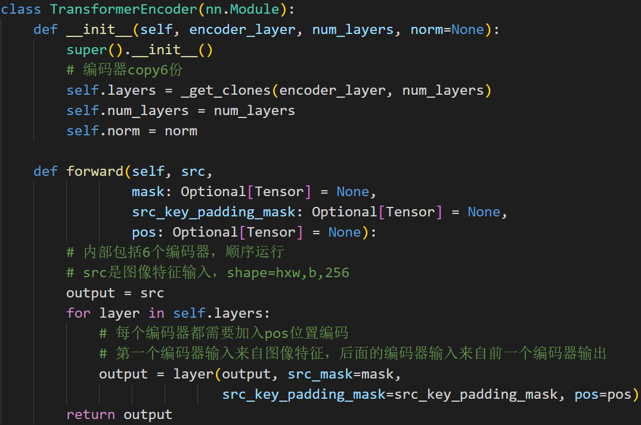 class TransformerEncoder(nn.Module):
    def __init__(self, encoder_layer, num_layers, norm=None):
        super().__init__()
        # 编码器copy6份
        self.layers = _get_clones(encoder_layer, num_layers)
        self.num_layers = num_layers
        self.norm = norm

    def forward(self, src,
                mask: Optional[Tensor] = None,
                src_key_padding_mask: Optional[Tensor] = None,
                pos: Optional[Tensor] = None):
        # 内部包括6个编码器，顺序运行
        # src是图像特征输入，shape=hxw,b,256
        output = src
        for layer in self.layers:
            # 每个编码器都需要加入pos位置编码
            # 第一个编码器输入来自图像特征，后面的编码器输入来自前一个编码器输出
            output = layer(output, src_mask=mask,
                           src_key_padding_mask=src_key_padding_mask, pos=pos)
        return output